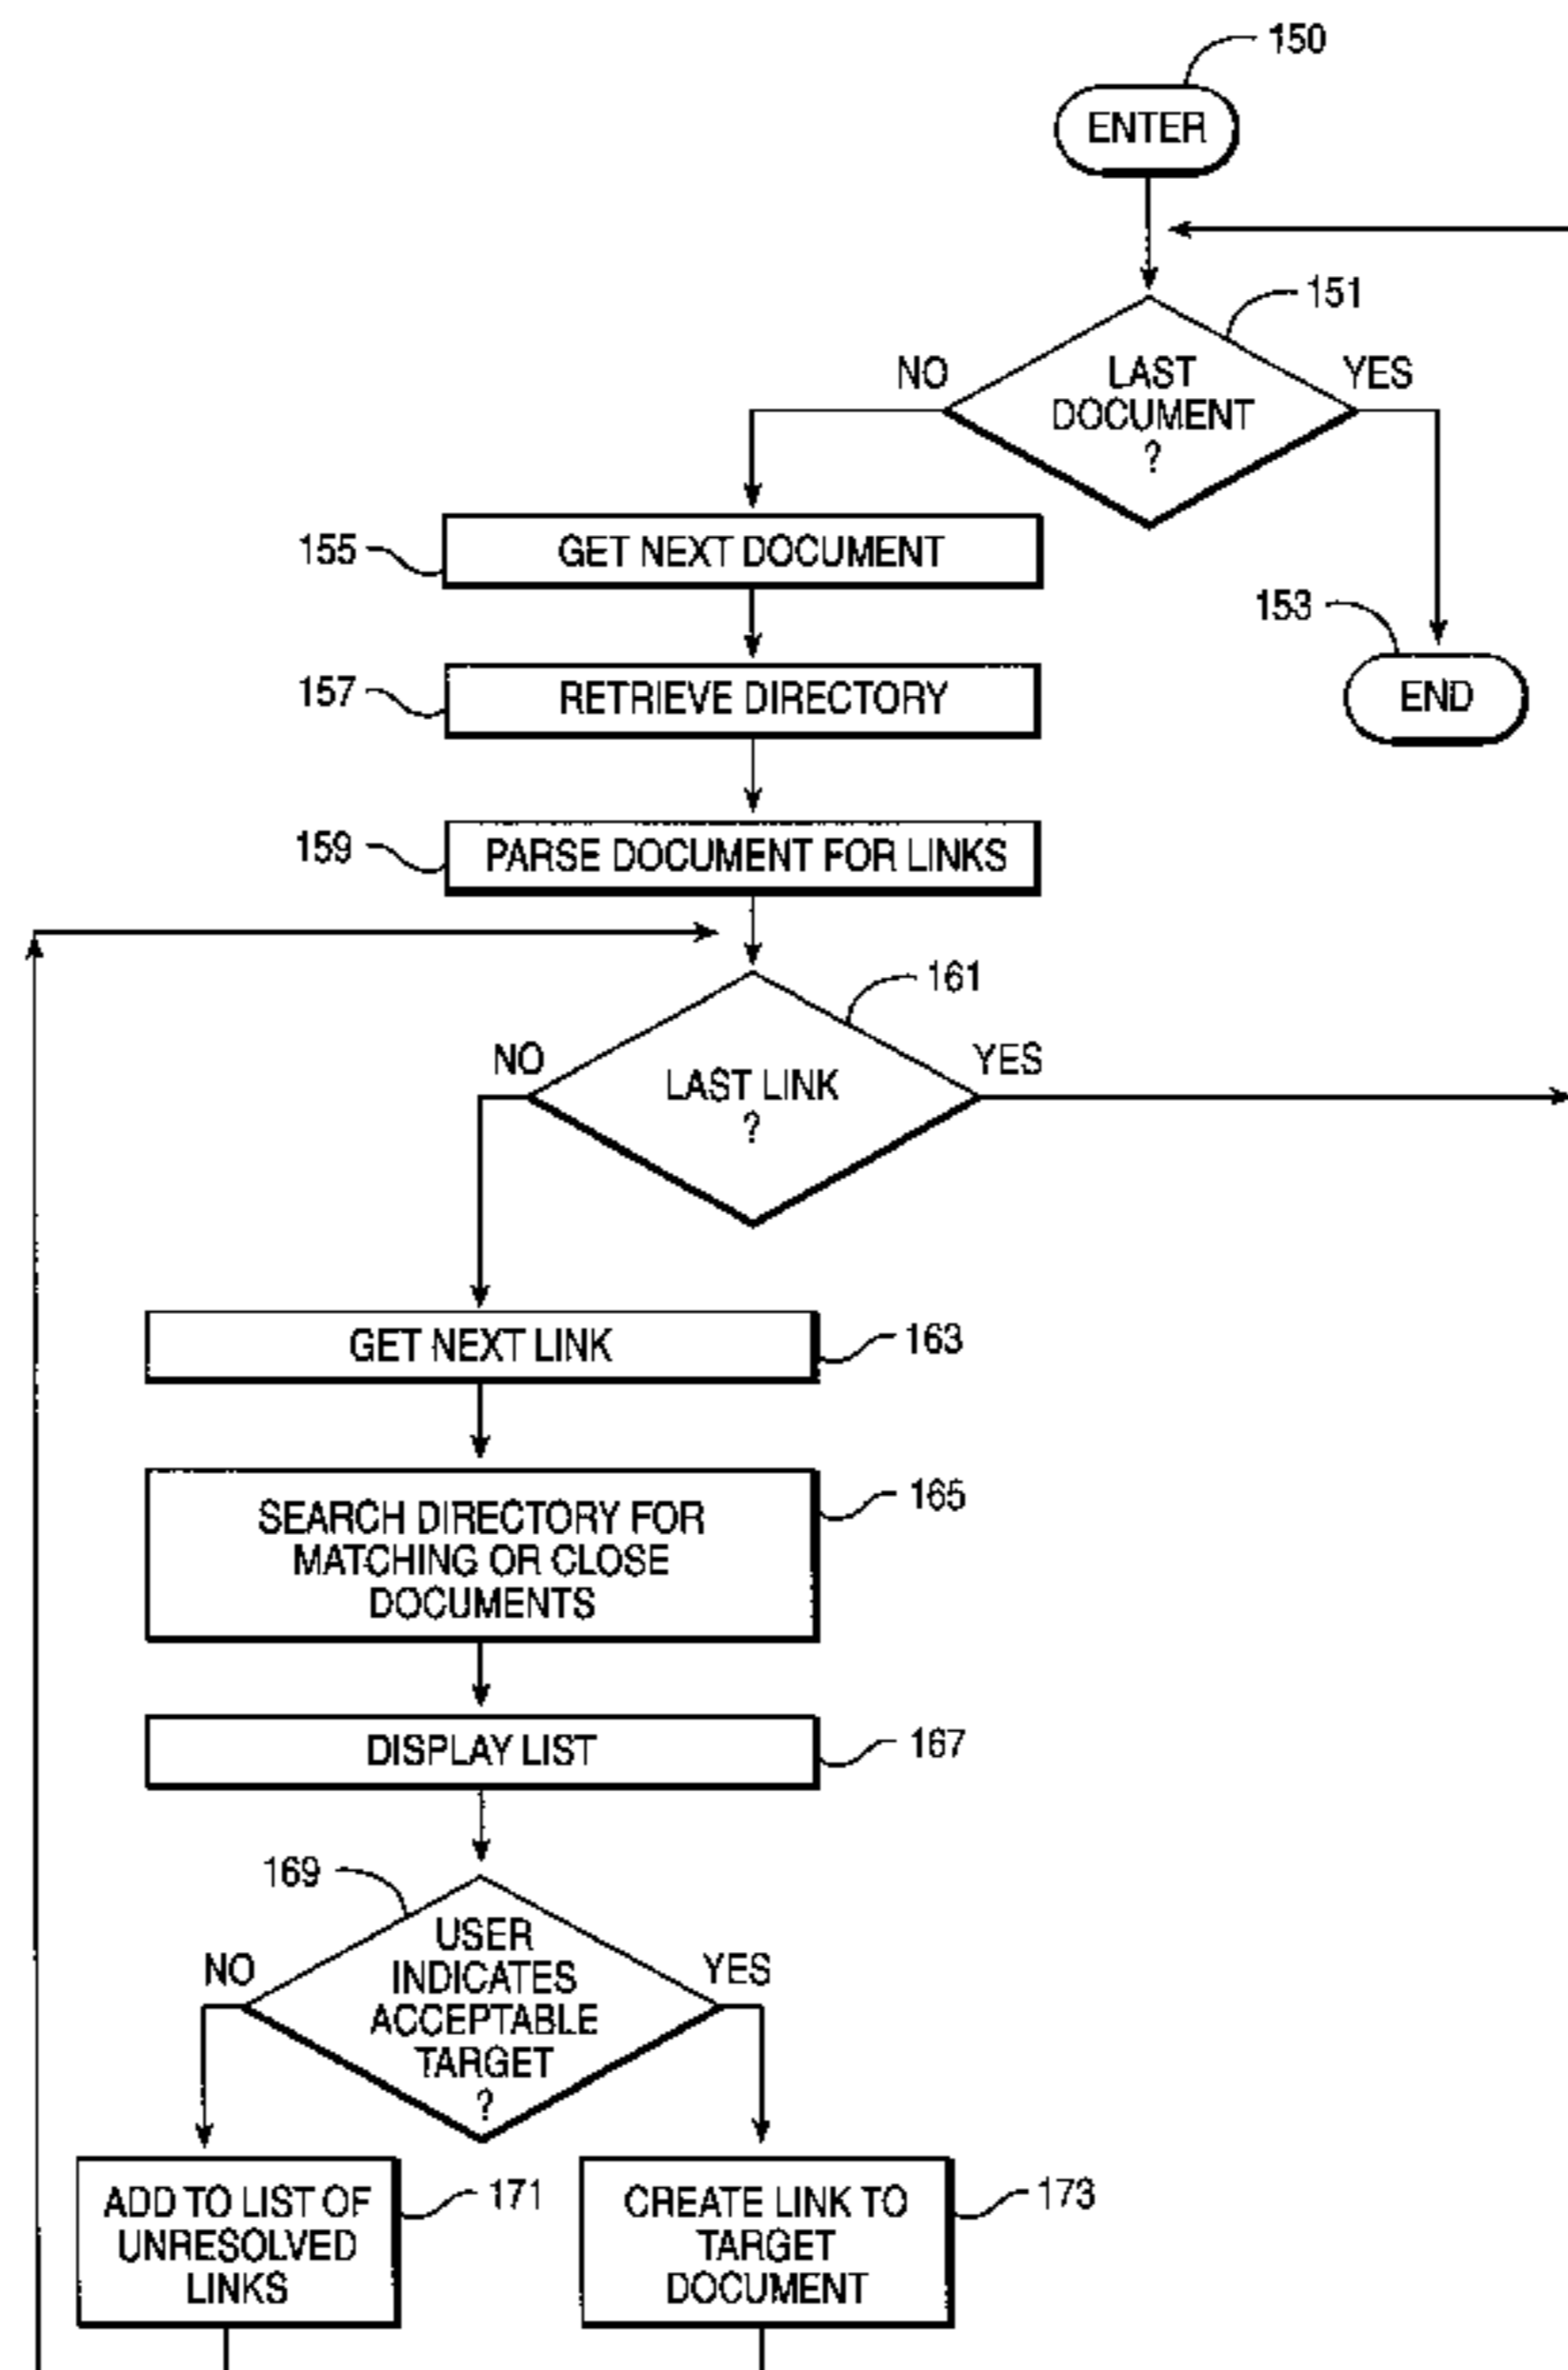 150
ENTER
151
NO
LAST
DOCUMENT
?
YES
155
GET NEXT DOCUMENT
153
END
157
RETRIEVE DIRECTORY
159
PARSE DOCUMENT FOR LINKS
161
NO
LAST LINK
?
YES
GET NEXT LINK
163
SEARCH DIRECTORY FOR
MATCHING OR CLOSE
DOCUMENTS
165
DISPLAY LIST
167
169
NO
USER
INDICATES
ACCEPTABLE
TARGET
?
YES
ADD TO LIST OF
UNRESOLVED
LINKS
171
CREATE LINK TO
TARGET
DOCUMENT
173